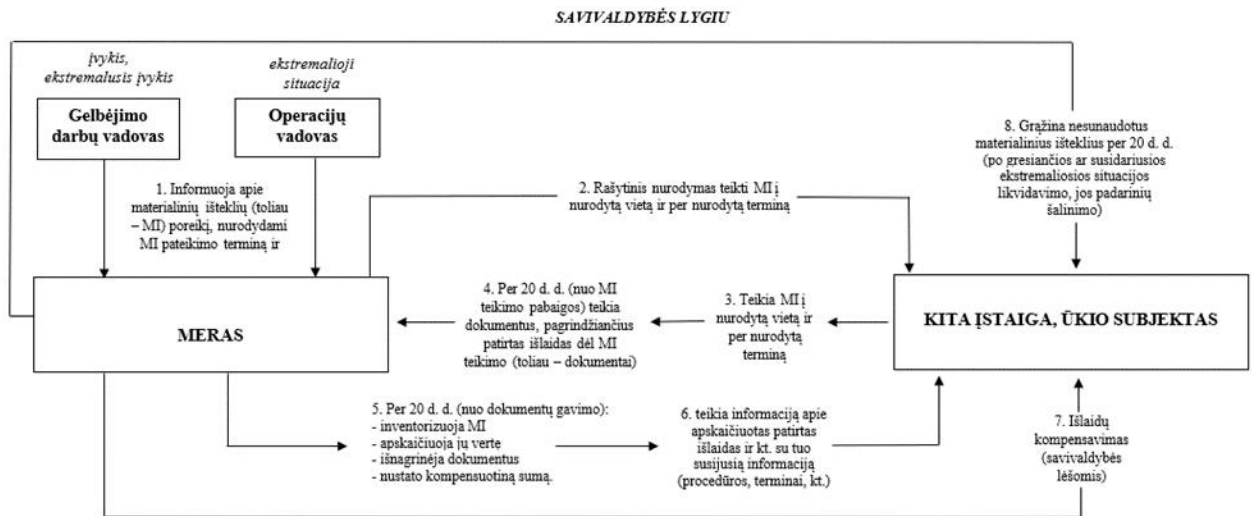 SAVIVALDYBĖS LYGIU
įvykis,
ekstremalusis įvykis
ekstremalioji
situacija
Gelbėjimo
darbų vadovas
Operacijų
vadovas
1. Informuoja apie
materialinių išteklių (toliau
– MI) poreikį, nurodydami
MI pateikimo terminą ir
2. Rašytinis nurodymas teikti MI į
nurodytą vietą ir per nurodytą terminą
8. Grąžina nesunaudotus
materialinius išteklius per 20 d. d.
(po gresiančios ar susidariusios
ekstremaliosios situacijos
likvidavimo, jos padarinių
šalinimo)
MERAS
4. Per 20 d. d. (nuo MI
teikimo pabaigos) teikia
dokumentus, pagrindžiančius
patirtas išlaidas dėl MI
teikimo (toliau – dokumentai)
3. Teikia MI į
nurodytą vietą ir
per nurodytą
terminą
KITA ĮSTAIGA, ŪKIO SUBJEKTAS
5. Per 20 d. d. (nuo dokumentų gavimo):
- inventorizuoja MI
- apskaičiuoja jų verte
- išnagrinėja dokumentus
- nustato kompensuotiną sumą.
6. teikia informaciją apie
apskaičiuotas patirtas
išlaidas ir kt. su tuo
susijusią informaciją
(procedūros, terminai, kt.)
7. Išlaidų
kompensavimas
(savivaldybės
lėšomis)